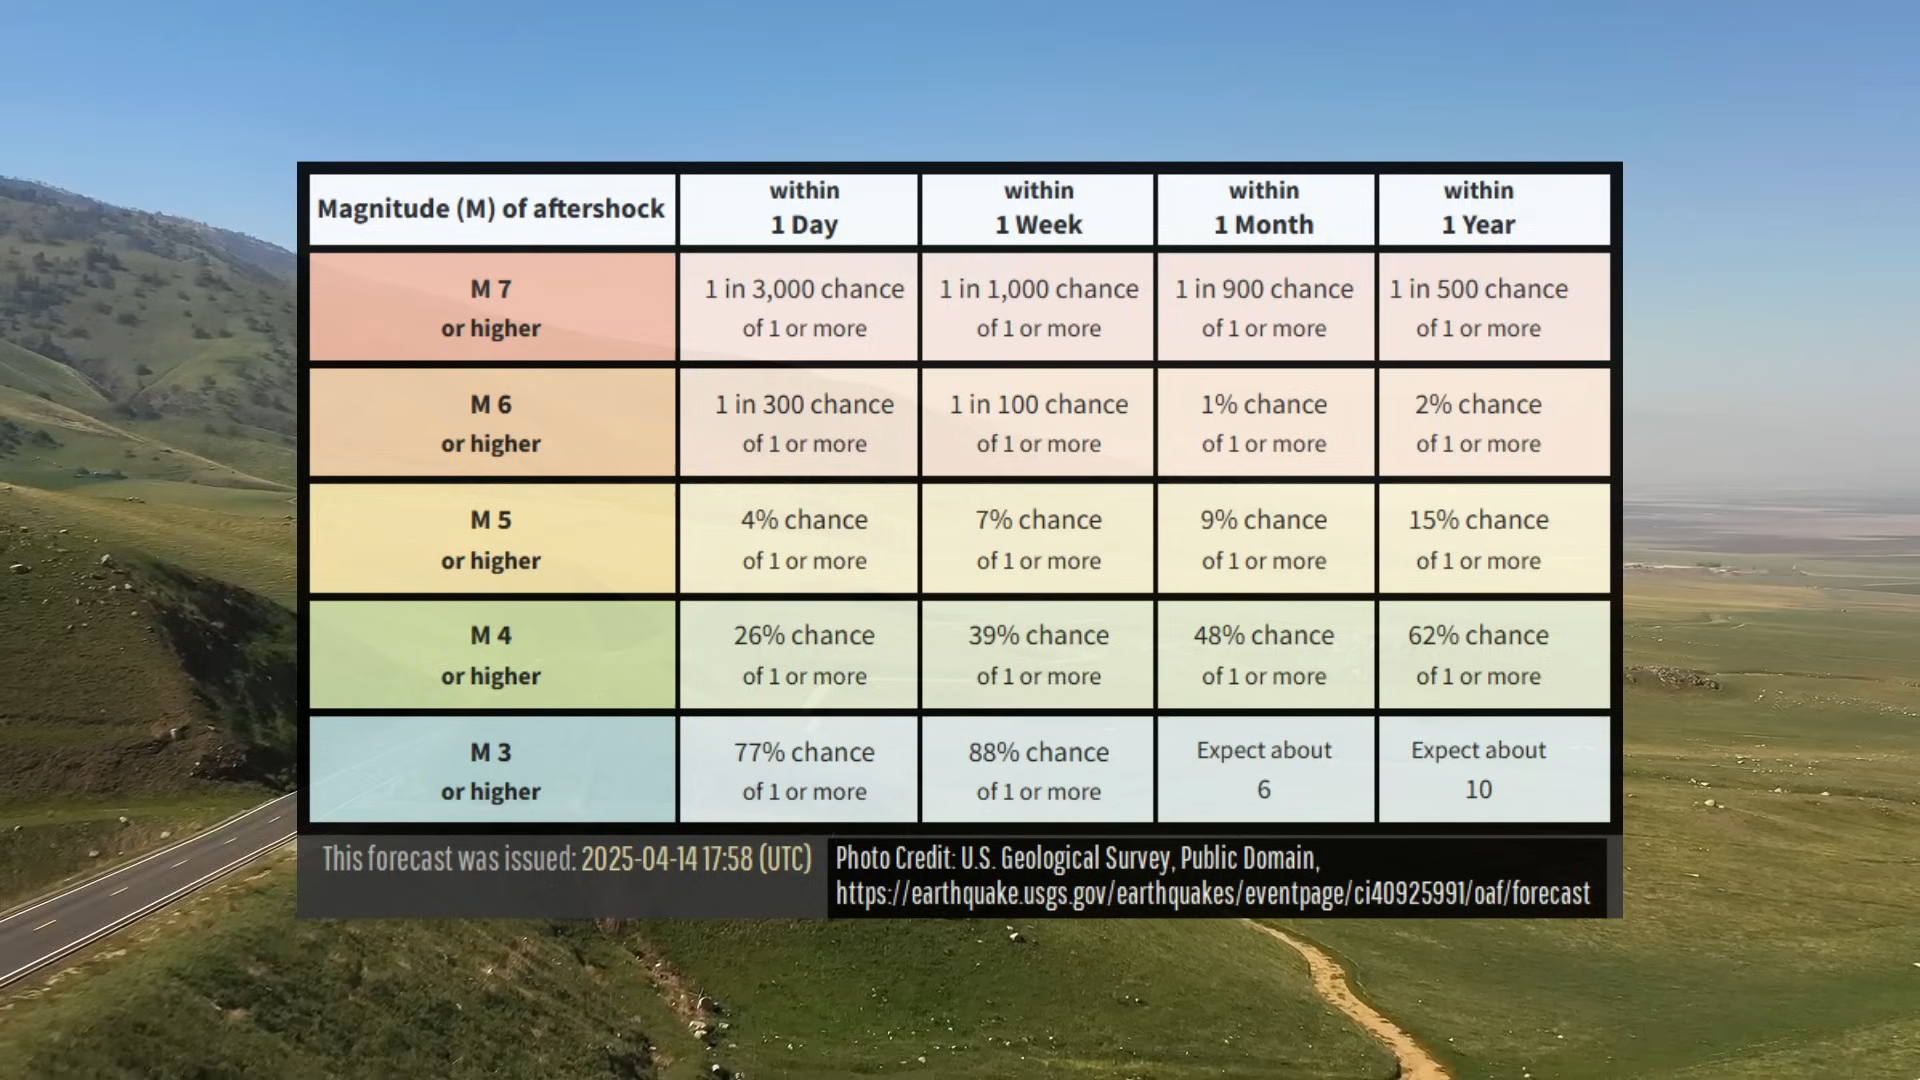 Magnitude (M) of aftershock
within
1 Day
within
1 Week
within
1 Month
within
1 Year
M 7
or higher
1 in 3,000 chance
of 1 or more
1 in 1,000 chance
of 1 or more
1 in 900 chance
of 1 or more
1 in 500 chance
of 1 or more
M 6
or higher
1 in 300 chance
of 1 or more
1 in 100 chance
of 1 or more
1% chance
of 1 or more
2% chance
of 1 or more
M 5
or higher
4% chance
of 1 or more
7% chance
of 1 or more
9% chance
of 1 or more
15% chance
of 1 or more
M 4
or higher
26% chance
of 1 or more
39% chance
of 1 or more
48% chance
of 1 or more
62% chance
of 1 or more
M 3
or higher
77% chance
of 1 or more
88% chance
of 1 or more
Expect about
6
Expect about
10
This forecast was issued: 2025-04-14 17:58 (UTC)
Photo Credit: U.S. Geological Survey, Public Domain,
https://earthquake.usgs.gov/earthquakes/eventpage/ci40925991/oaf/forecast